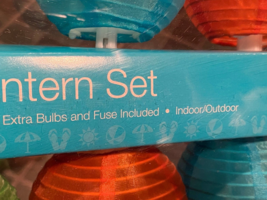 ntern Set
Extra Bulbs and Fuse Included • Indoor/Outdoor